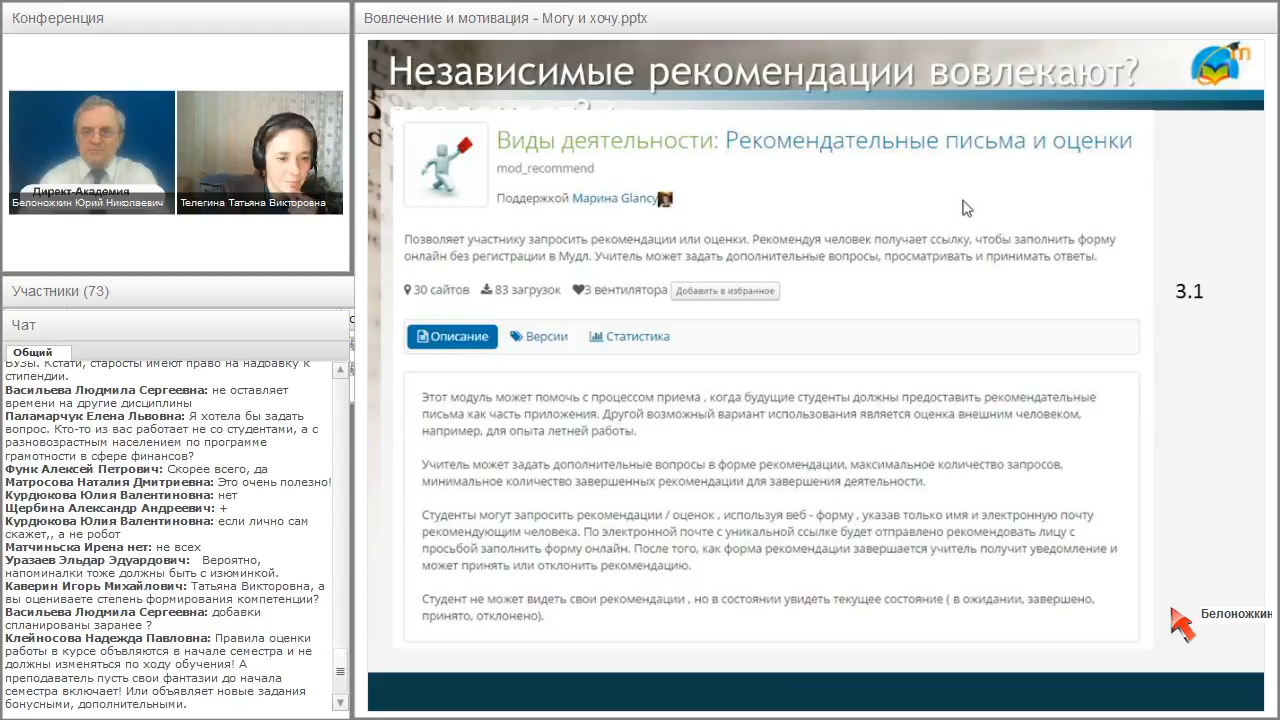 Конференция
Директ-Академия
Белоножкин Юрий Николаевич
Телегина Татьяна Викторовна
Участники (73)
Чат
Общий
ВУЗы. Кстати, старосты имеют право на надбавку к
стипендии.
Васильева Людмила Сергеевна: не оставляет
времени на другие дисциплины
Паламарчук Елена Львовна: Я хотела бы задать
вопрос. Кто-то из вас работает не со студентами, а с
разновозрастным населением по программе
грамотности в сфере финансов?
Функ Алексей Петрович: Скорее всего, да
Матросова Наталия Дмитриевна: Это очень полезно!
Курдюкова Юлия Валентиновна: нет
Щербина Александр Андреевич: +
Курдюкова Юлия Валентиновна: если лично сам
скажет,, а не робот
Матчиньска Ирена нет: не всех
Уразаев Эльдар Эдуардович: Вероятно,
напоминалки тоже должны быть с изюминкой.
Каверин Игорь Михайлович: Татьяна Викторовна, а
вы оцениваете степень формирования компетенции?
Васильева Людмила Сергеевна: добавки
спланированы заранее ?
Клейносова Надежда Павловна: Правила оценки
работы в курсе объвляются в начале семестра и не
должны изменяться по ходу обучения! А
преподаватель пусть свои фантазии до начала
семестра включает! Или объявляет новые задания
бонусными, дополнительными.
Вовлечение и мотивация - Могу и хочу.pptx
Независимые рекомендации вовлекают?
Виды деятельности: Рекомендательные письма и оценки
mod_recommend
Поддержкой Марина Glancy
Позволяет участнику запросить рекомендации или оценки. Рекомендуя человек получает ссылку, чтобы заполнить форму
онлайн без регистрации в Мудл. Учитель может задать дополнительные вопросы, просматривать и принимать ответы.
30 сайтов 83 загрузок 3 вентилятора Добавить в избранное
3.1
Описание Версии Статистика
Этот модуль может помочь с процессом приема , когда будущие студенты должны предоставить рекомендательные
письма как часть приложения. Другой возможный вариант использования является оценка внешним человеком,
например, для опыта летней работы.
Учитель может задать дополнительные вопросы в форме рекомендации, максимальное количество запросов,
минимальное количество завершенных рекомендации для завершения деятельности.
Студенты могут запросить рекомендации / оценок , используя веб - форму , указав только имя и электронную почту
рекомендующим человека. По электронной почте с уникальной ссылке будет отправлено рекомендовать лицу с
просьбой заполнить форму онлайн. После того, как форма рекомендации завершается учитель получит уведомление и
может принять или отклонить рекомендацию.
Студент не может видеть свои рекомендации , но в состоянии увидеть текущее состояние ( в ожидании, завершено,
принято, отклонено).
Белоножкин